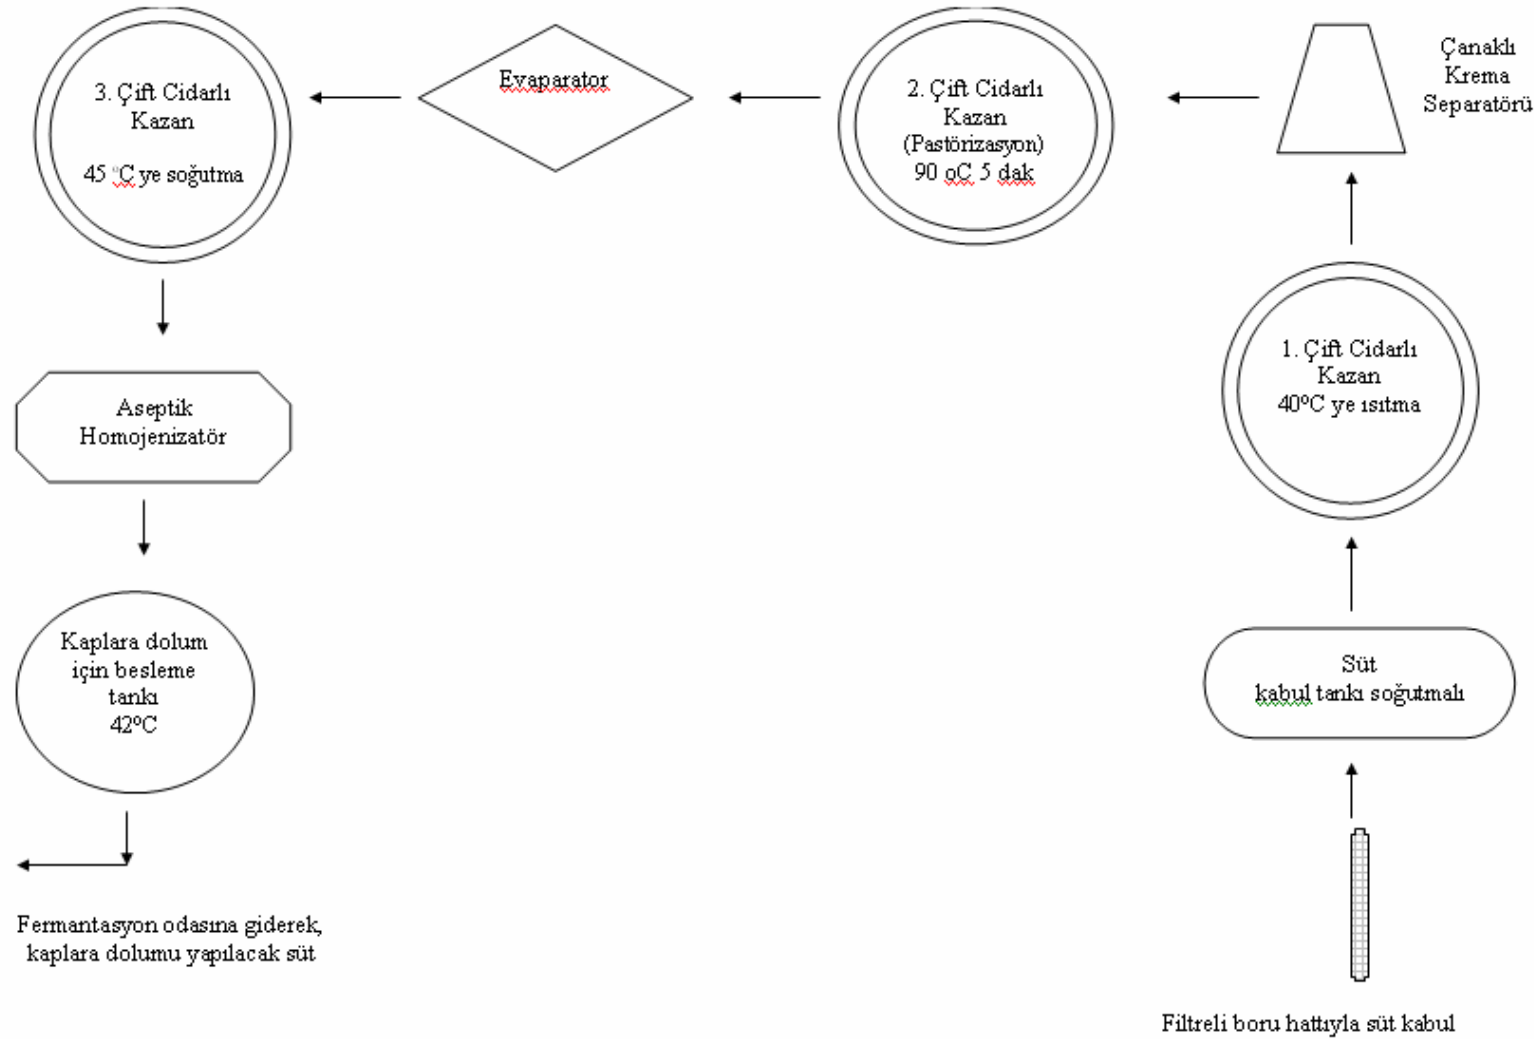 3. Çift Cidarlı
Kazan
45 °C ye soğutma
Evaparator
2. Çift Cidarlı
Kazan
(Pastörizasyon)
90 oC 5 dak
Çanaklı
Krema
Separatörü
1. Çift Cidarlı
Kazan
40ºC ye ısıtma
Aseptik
Homojenizatör
Kaplara dolum
için besleme
tankı
42ºC
Süt
kabul tankı soğutmalı
Fermantasyon odasına giderek,
kaplara dolumu yapılacak süt
Filtreli boru hattıyla süt kabul